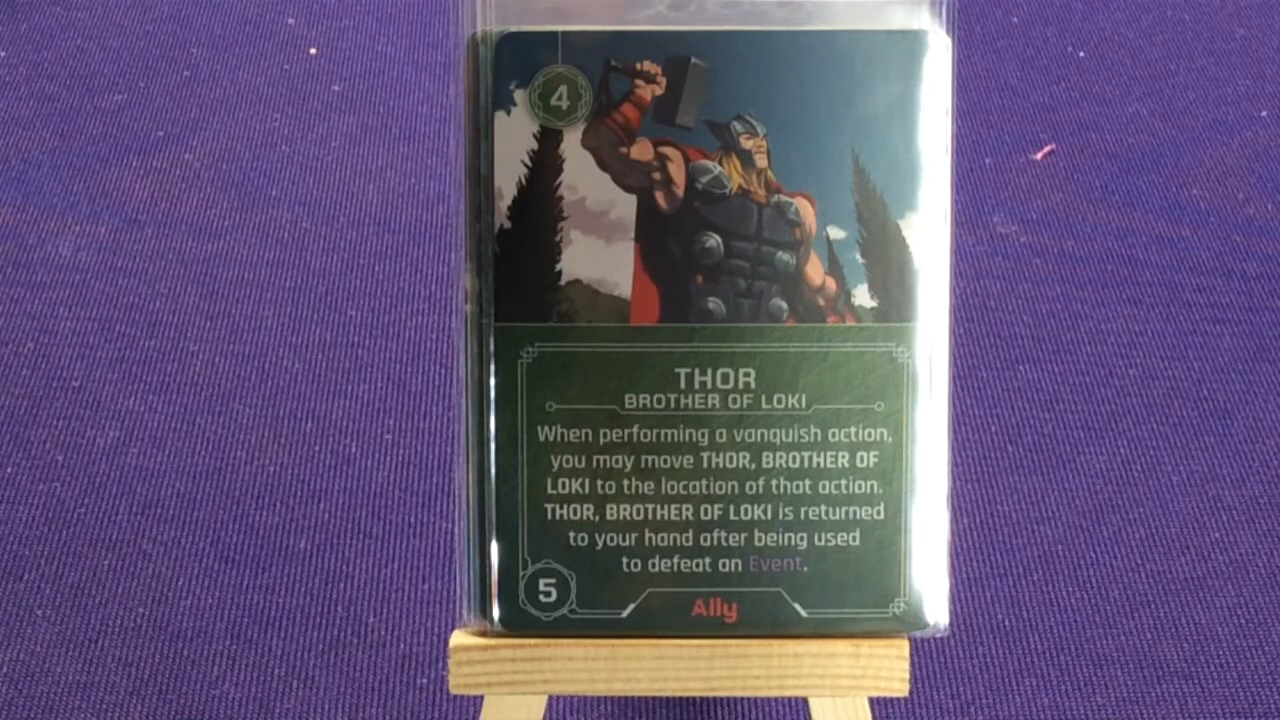 4
THOR
BROTHER OF LOKI
When performing a vanquish action,
you may move THOR, BROTHER OF
LOKI to the location of that action.
THOR, BROTHER OF LOKI is returned
to your hand after being used
to defeat an Event.
5
Ally